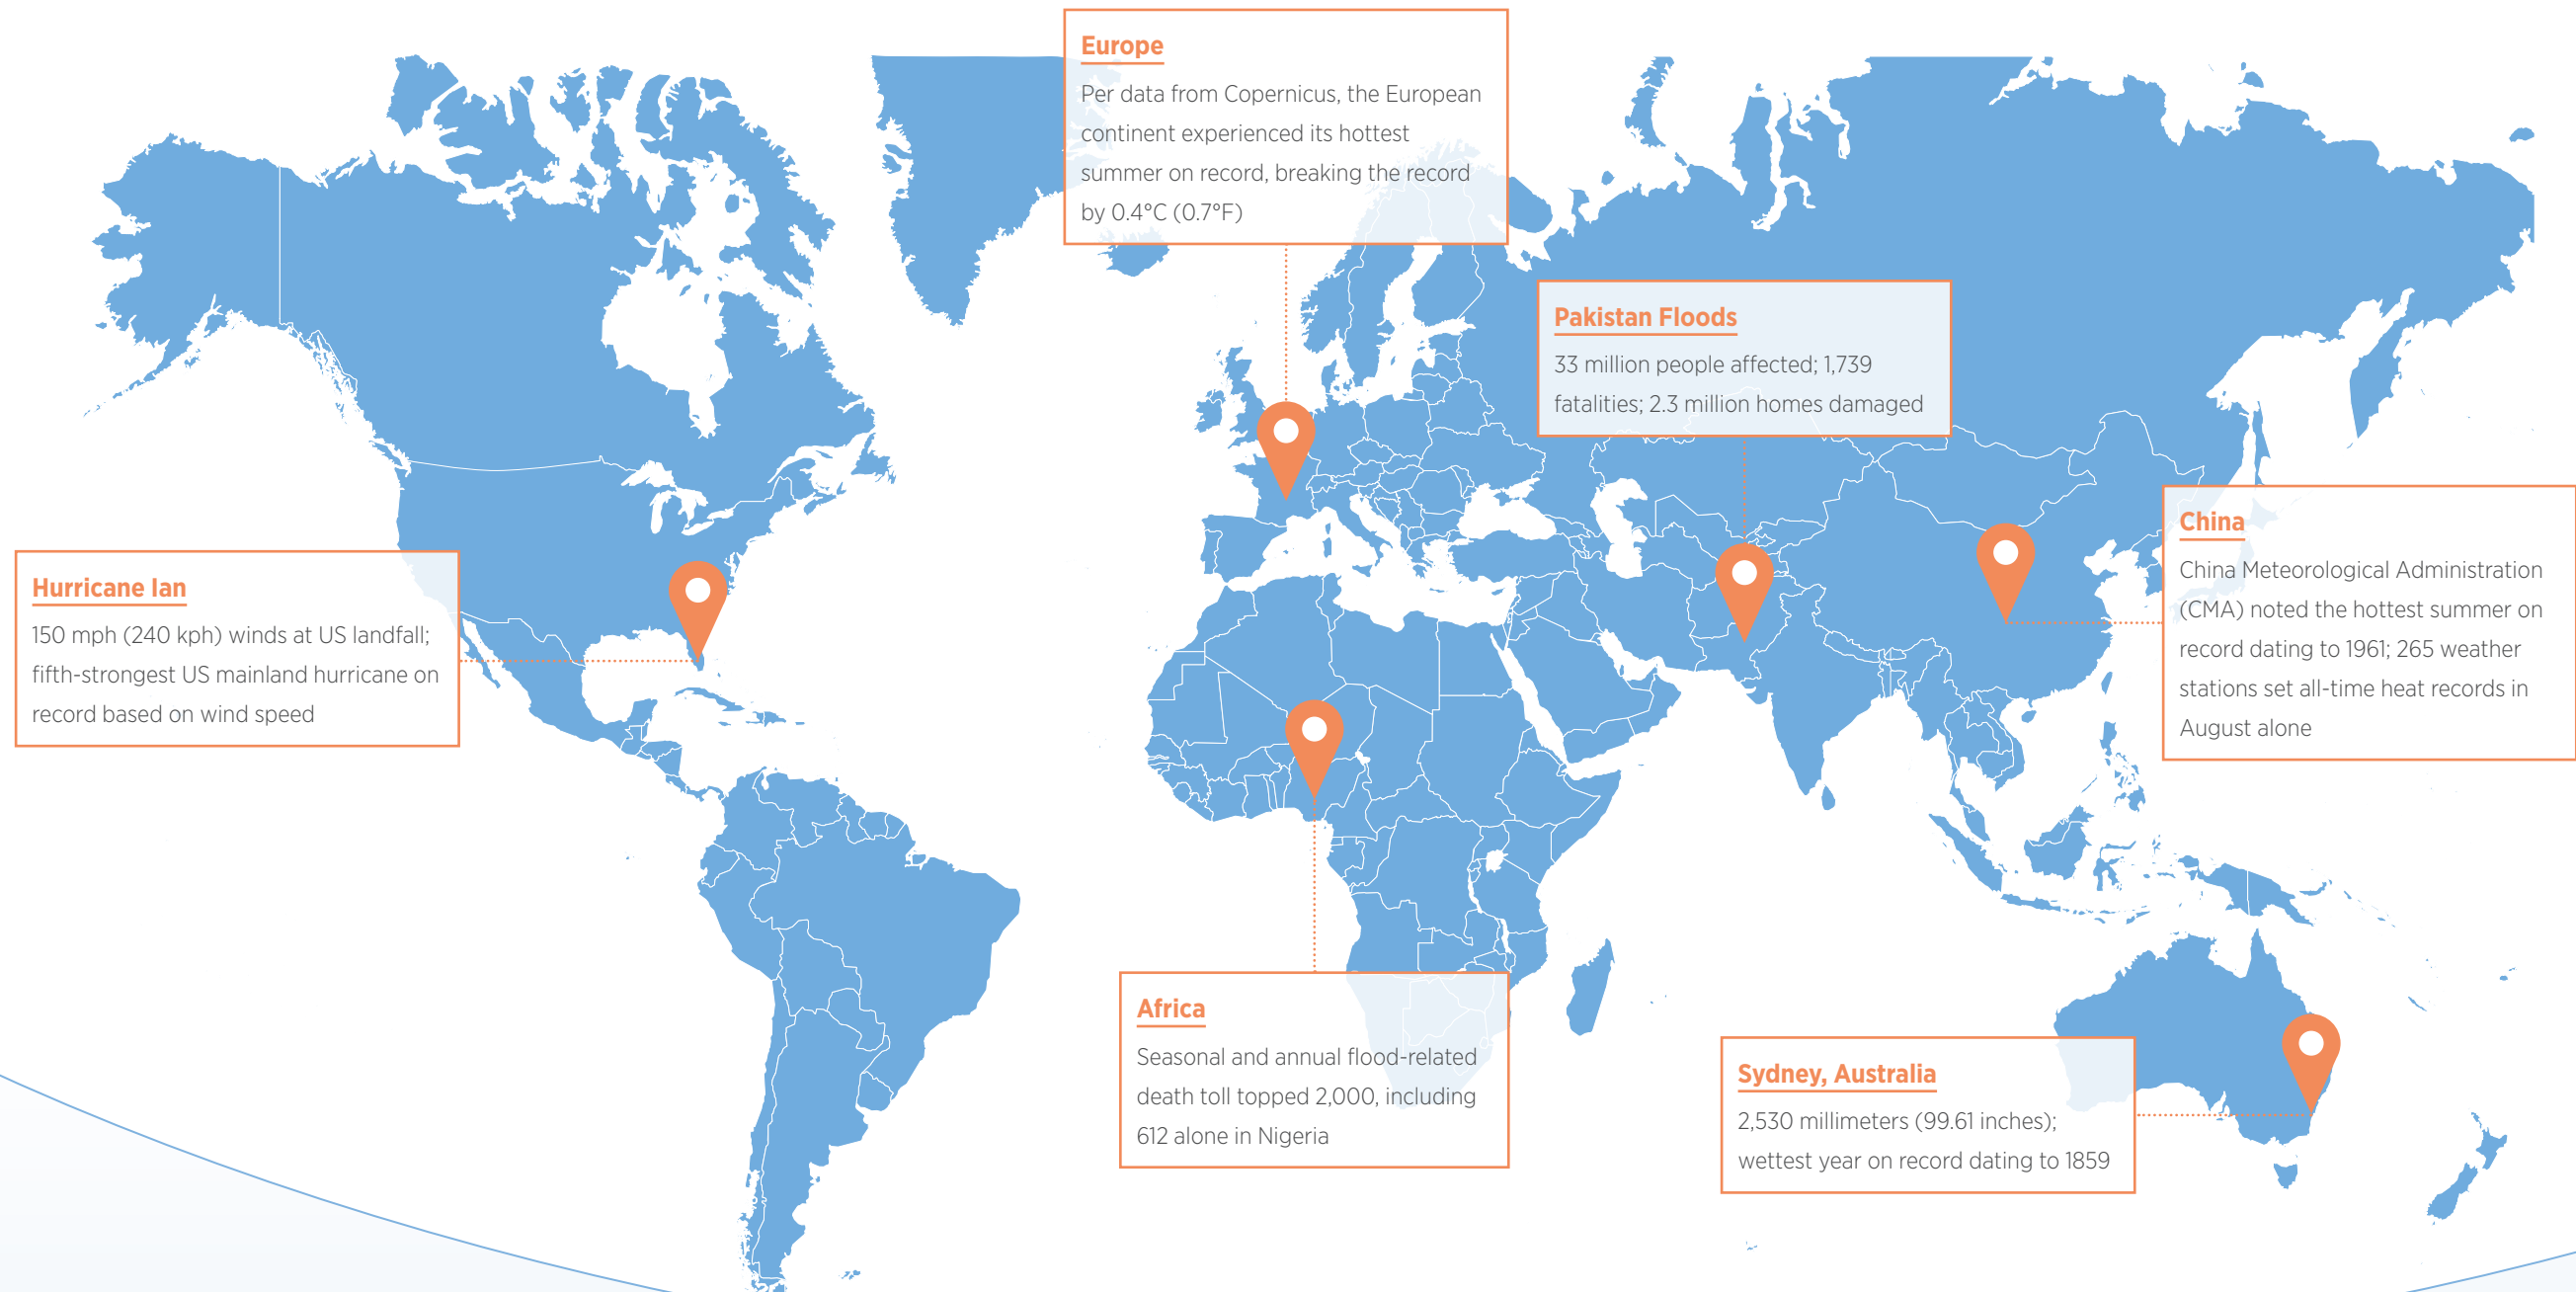 Europe
Per data from Copernicus, the European
continent experienced its hottest
summer on record, breaking the record
by 0.4°C (0.7°F)
Pakistan Floods
33 million people affected; 1,739
fatalities; 2.3 million homes damaged
China
China Meteorological Administration
(CMA) noted the hottest summer on
record dating to 1961; 265 weather
stations set all-time heat records in
August alone
Hurricane Ian
150 mph (240 kph) winds at US landfall;
fifth-strongest US mainland hurricane on
record based on wind speed
Africa
Seasonal and annual flood-related
death toll topped 2,000, including
612 alone in Nigeria
Sydney, Australia
2,530 millimeters (99.61 inches);
wettest year on record dating to 1859